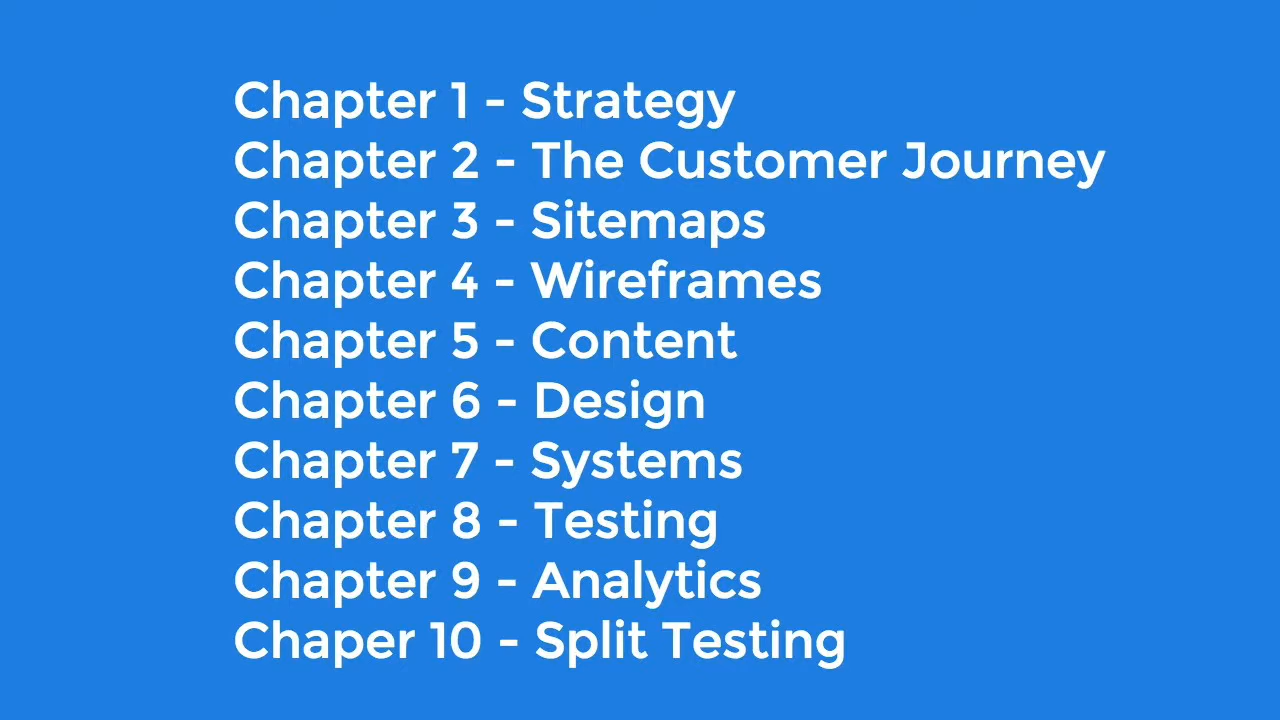 Chapter 1 - Strategy
Chapter 2 - The Customer Journey
Chapter 3 - Sitemaps
Chapter 4 - Wireframes
Chapter 5 - Content
Chapter 6 - Design
Chapter 7 - Systems
Chapter 8 - Testing
Chapter 9 - Analytics
Chaper 10 - Split Testing